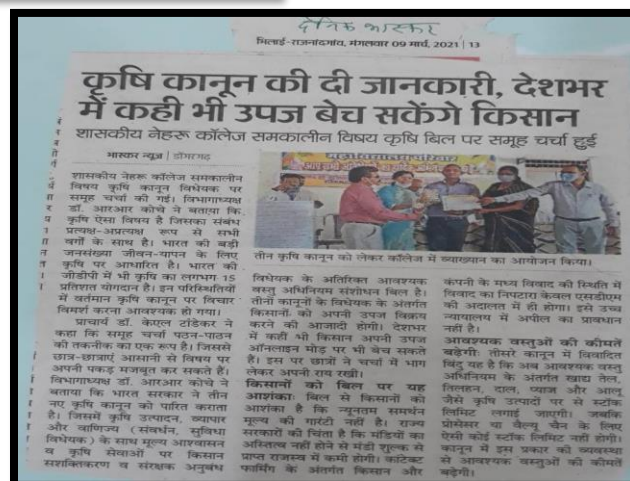 दैनिक भास्कर
भिलाई-राजनांदगांव, मंगलवार 09 मार्च, 2021 | 13
कृषि कानून की दी जानकारी, देशभर
में कही भी उपज बेच सकेंगे किसान
शासकीय नेहरू कॉलेज समकालीन विषय कृषि बिल पर समूह चर्चा हुई
भास्कर न्यूज | डोंगरगढ़
शासकीय नेहरू कॉलेज समकालीन
विषय कृषि कानून विधेयक पर
समूह चर्चा की गई। विभागाध्यक्ष
डॉ. आरआर कोचे ने बताया कि
कृषि ऐसा विषय है जिसका संबंध
प्रत्यक्ष-अप्रत्यक्ष रूप से सभी
वर्गों के साथ है। भारत की बड़ी
जनसंख्या जीवन-यापन के लिए
कृषि पर आधारित है। भारत की
जीडीपी में भी कृषि का लगभग 15
प्रतिशत योगदान है। इन परिस्थितियों
में वर्तमान कृषि कानून पर विचार
विमर्श करना आवश्यक हो गया।
प्राचार्य डॉ. केएल टांडेकर ने
कहा कि समूह चर्चा पठन-पाठन
की तकनीक का एक रूप है। जिससे
छात्र-छात्राएं आसानी से विषय पर
अपनी पकड़ मजबूत कर सकते हैं।
विभागाध्यक्ष डॉ. आरआर कोचे ने
बताया कि भारत सरकार ने तीन
नए कृषि कानून को पारित कराता
है। जिसमें कृषि उत्पादन, व्यापार
और वाणिज्य (संवर्धन, सुविधा
विधेयक) के साथ मूल्य आश्वासन
व कृषि सेवाओं पर किसान
सशक्तिकरण व संरक्षक अनुबंध
तीन कृषि कानून को लेकर कॉलेज में व्याख्यान का आयोजन किया।
विधेयक के अतिरिक्त आवश्यक
वस्तु अधिनियम संशोधन बिल है।
तीनों कानूनों के विधेयक के अंतर्गत
किसानों को अपनी उपज विक्रय
करने की आजादी होगी। देशभर
में कही भी किसान अपनी उपज
ऑनलाइन मोड़ पर भी बेच सकते
हैं। इस पर छात्रों ने चर्चा में भाग
लेकर अपनी राय रखी।
किसानों को बिल पर यह
आशंका: बिल से किसानों को
आशंका है कि न्यूनतम समर्थन
मूल्य की गारंटी नहीं है। राज्य
सरकारों की चिंता है कि मंडियों का
अस्तित्व नहीं होने से मंडी शुल्क से
प्राप्त राजस्व में कमी होगी। कांटेक्ट
फार्मिंग के अंतर्गत किसान और
कंपनी के मध्य विवाद की स्थिति में
विवाद का निपटारा केवल एसडीएम
की अदालत में ही होगा। इसे उच्च
न्यायालय में अपील का प्रावधान
नहीं है।
आवश्यक वस्तुओं की कीमतें
बढ़ेगी: तीसरे कानून में विवादित
बिंदु यह है कि अब आवश्यक वस्तु
अधिनियम के अंतर्गत खाद्य तेल,
तिलहन, दाल, प्याज और आलु
जैसे कृषि उत्पादों पर से स्टॉक
लिमिट लगाई जाएगी। जबकि
प्रोसेसर या वैल्यू चैन के लिए
ऐसी कोई स्टॉक लिमिट नहीं होगी।
कानून में इस प्रकार की व्यवस्था
से आवश्यक वस्तुओं की कीमतें
बढ़ेगी।